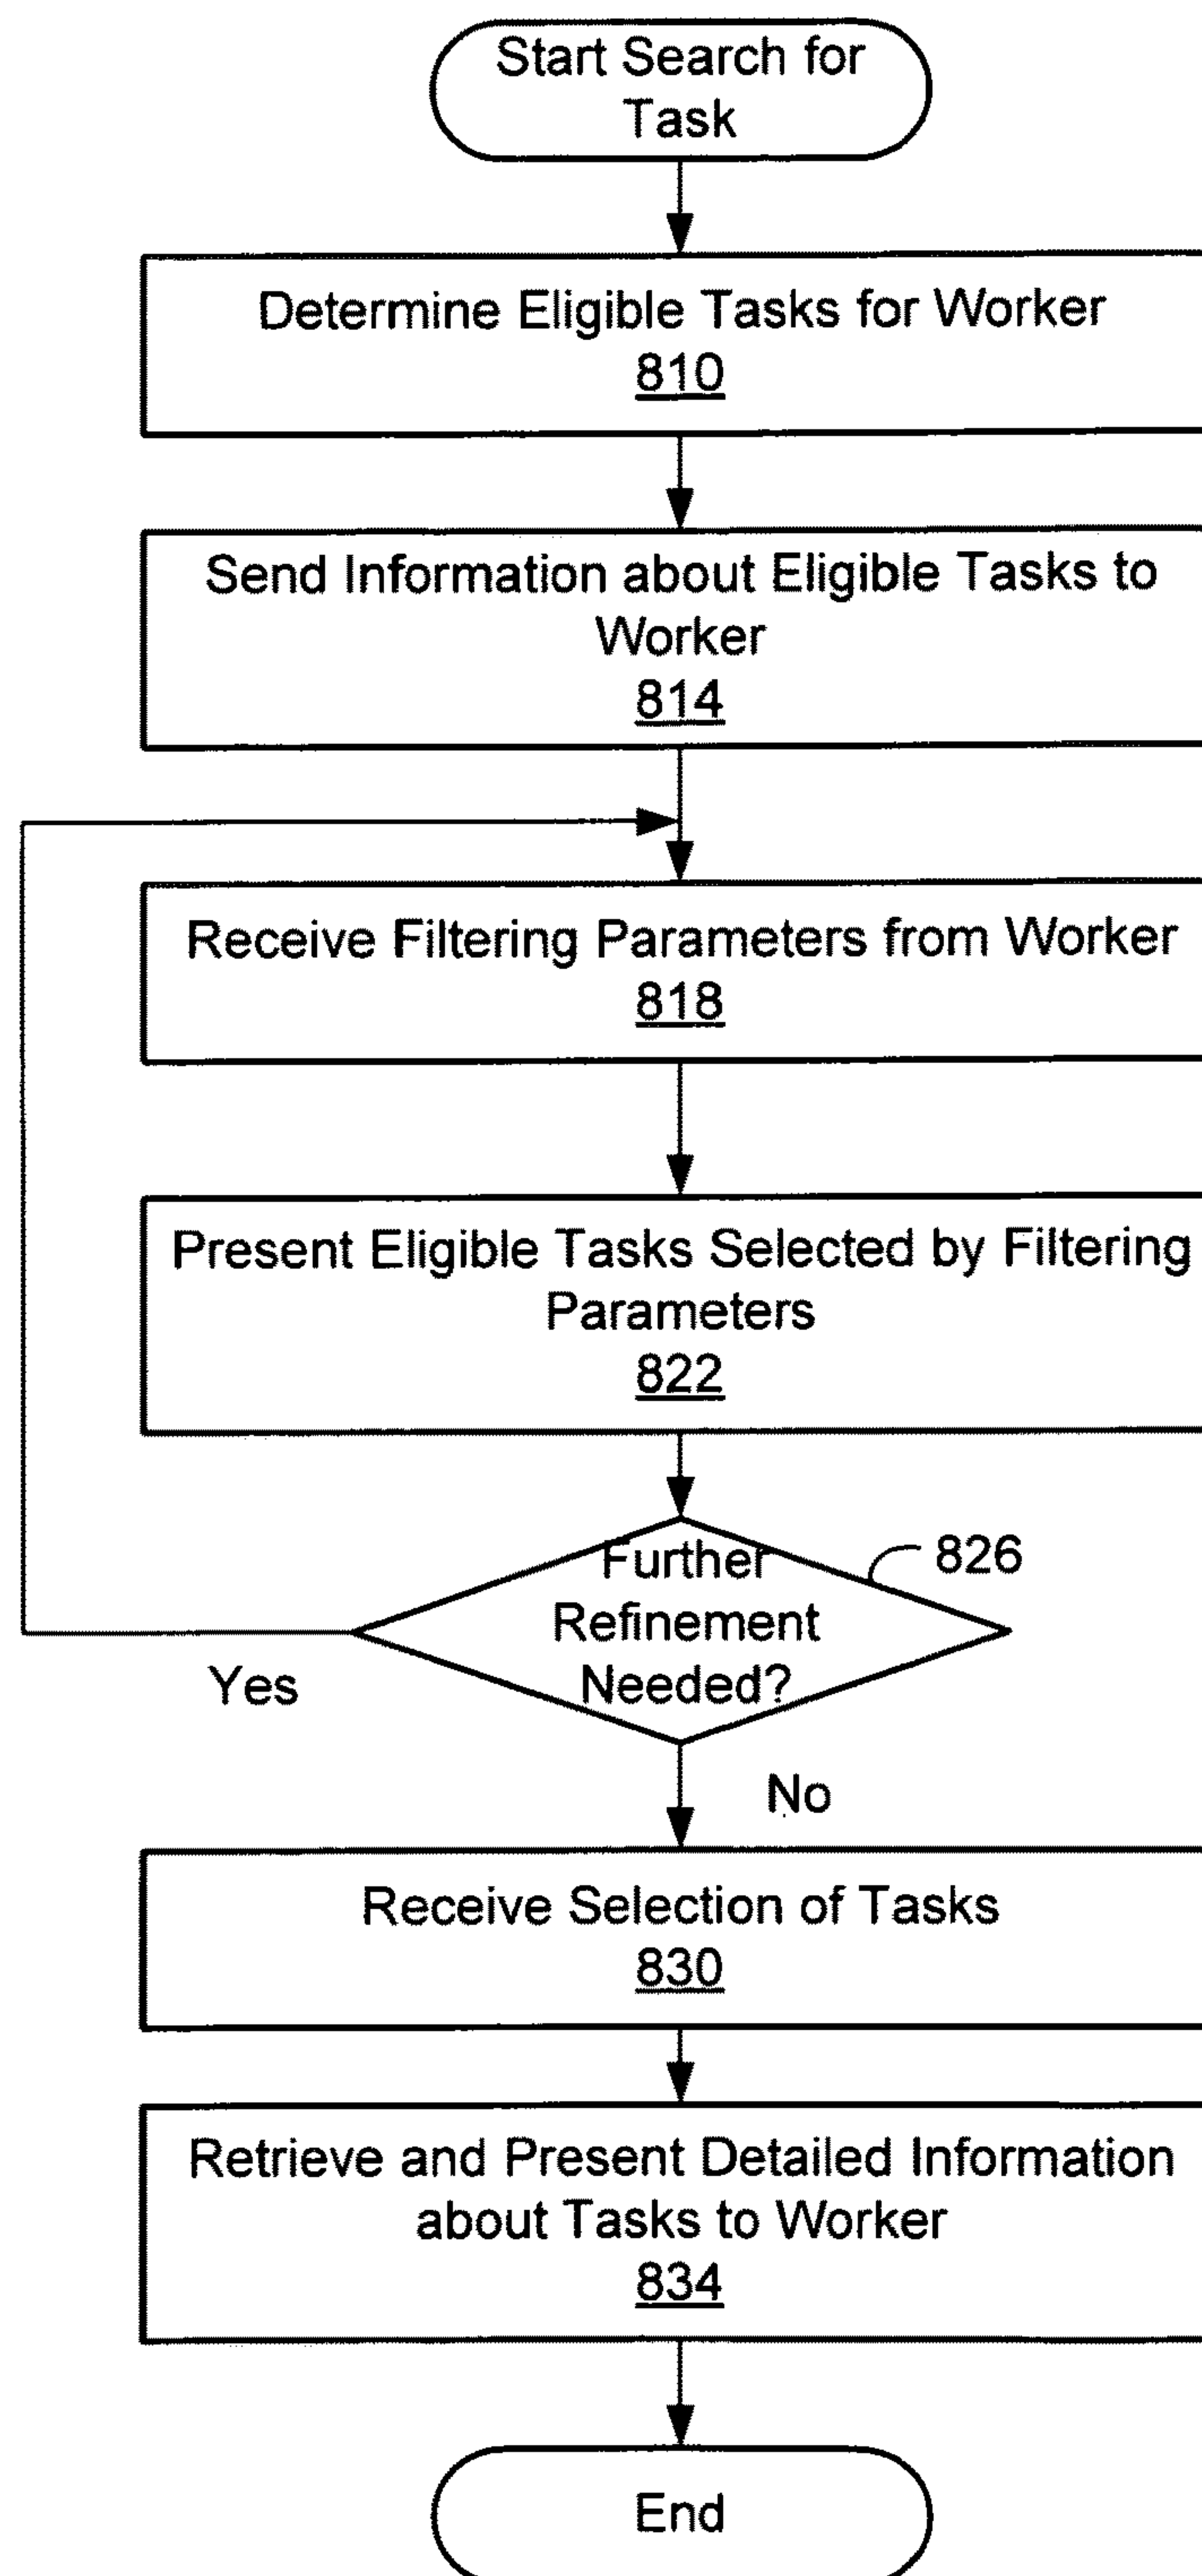 Start Search for
Task
Determine Eligible Tasks for Worker
810
Send Information about Eligible Tasks to
Worker
814
Receive Filtering Parameters from Worker
818
Present Eligible Tasks Selected by Filtering
Parameters
822
Further
Refinement
Needed?
826
Yes
No
Receive Selection of Tasks
830
Retrieve and Present Detailed Information
about Tasks to Worker
834
End